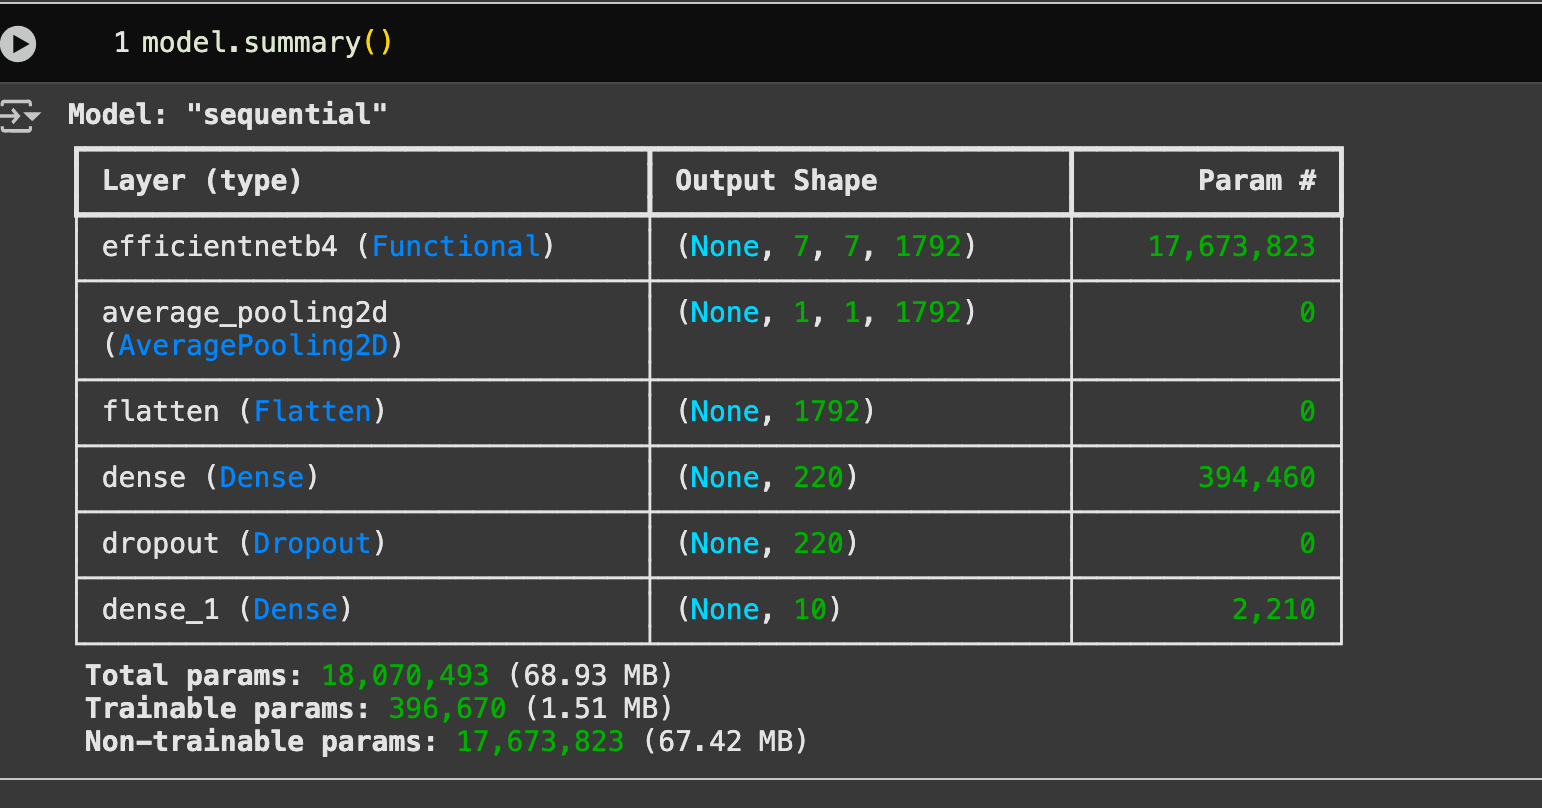 1 model.summary()
Model: "sequential"
Layer (type) Output Shape Param #
efficientnetb4 (Functional) (None, 7, 7, 1792) 17,673,823
average_pooling2d (None, 1, 1, 1792) 0
(AveragePooling2D)
flatten (Flatten) (None, 1792) 0
dense (Dense) (None, 220) 394,460
dropout (Dropout) (None, 220) 0
dense_1 (Dense) (None, 10) 2,210
Total params: 18,070,493 (68.93 MB)
Trainable params: 396,670 (1.51 MB)
Non-trainable params: 17,673,823 (67.42 MB)